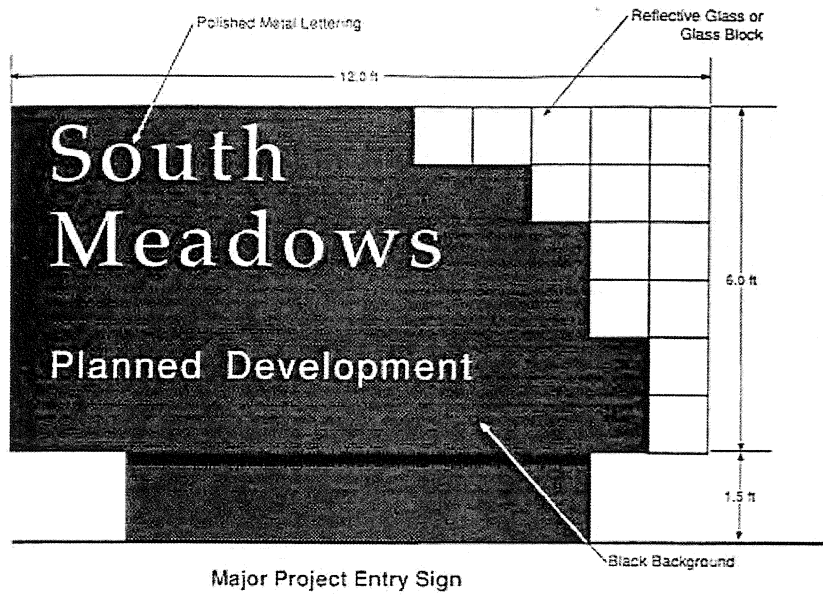 Polished Metal Lettering
Reflective Glass or
Glass Block
12.0 ft
South
Meadows
6.0 ft
Planned Development
1.5 ft
Black Background
Major Project Entry Sign